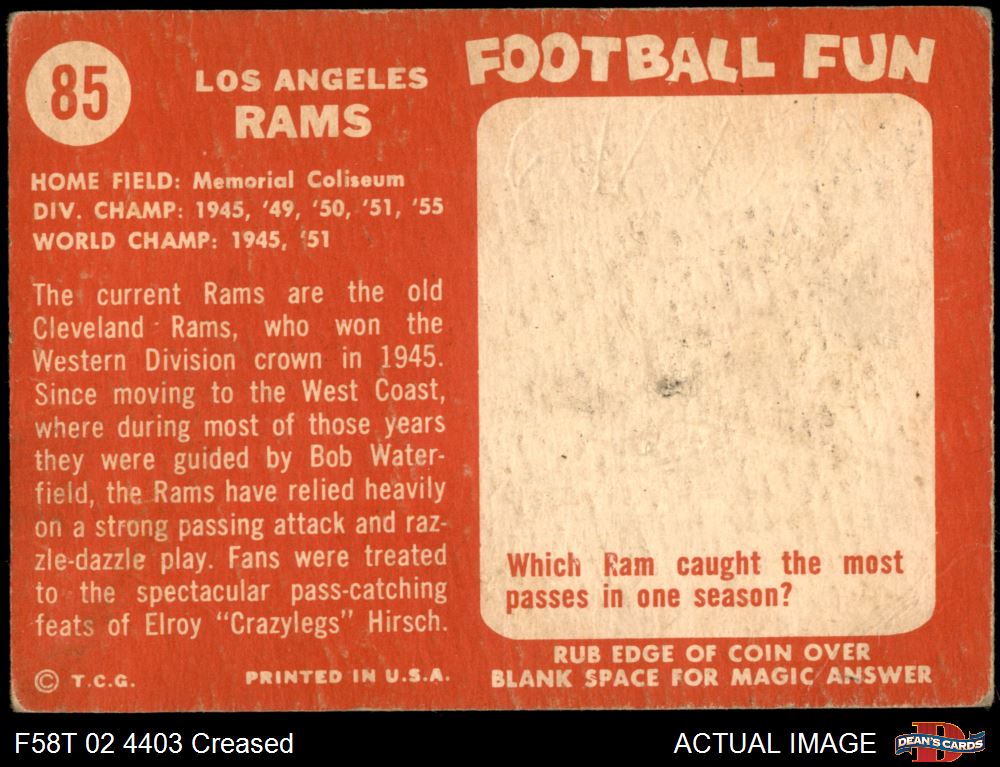 85
LOS ANGELES
RAMS
HOME FIELD: Memorial Coliseum
DIV. CHAMP: 1945, '49, '50, '51, '55
WORLD CHAMP: 1945, '51
The current Rams are the old
Cleveland Rams, who won the
Western Division crown in 1945.
Since moving to the West Coast,
where during most of those years
they were guided by Bob Water-
field, the Rams have relied heavily
on a strong passing attack and raz-
zle-dazzle play. Fans were treated
to the spectacular pass-catching
feats of Elroy "Crazylegs" Hirsch.
© T.C.G.
PRINTED IN U.S.A.
FOOTBALL FUN
Which Ram caught the most
passes in one season?
RUB EDGE OF COIN OVER
BLANK SPACE FOR MAGIC ANSWER
F58T 02 4403 Creased
ACTUAL IMAGE
DEAN'S CARDS